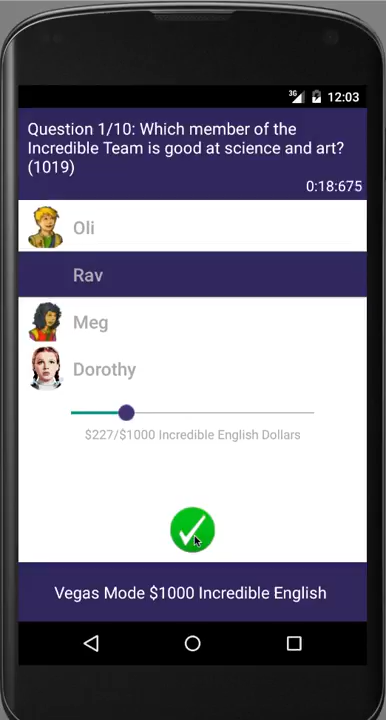 3G 12:03
Question 1/10: Which member of the
Incredible Team is good at science and art?
(1019)
0:18:675
Oli
Rav
Meg
Dorothy
$227/$1000 Incredible English Dollars
Vegas Mode $1000 Incredible English